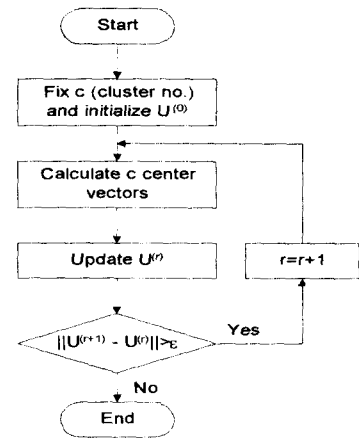 Start
Fix c (cluster no.)
and initialize U⁽⁰⁾
Calculate c center
vectors
Update U⁽ʳ⁾
r=r+1
||U⁽ʳ⁺¹⁾ - U⁽ʳ⁾||>ε
Yes
No
End